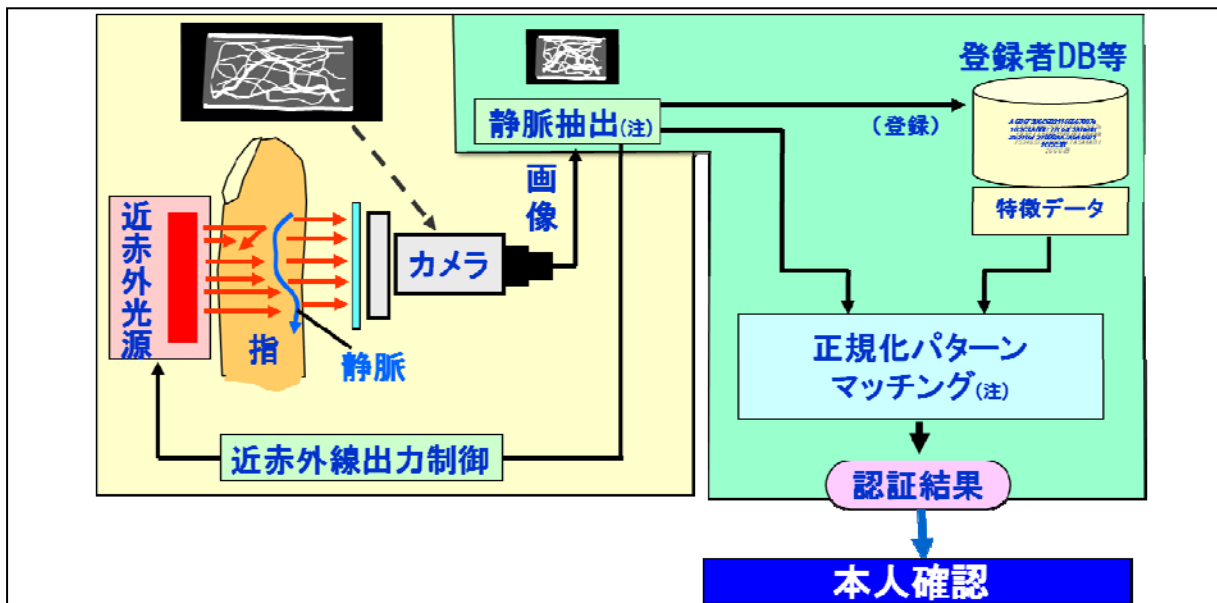 登録者DB等
静脈抽出(注)
(登録)
画
像
特徴データ
近
赤
外
光
源
カメラ
指
静脈
正規化パターン
マッチング(注)
近赤外線出力制御
認証結果
本人確認